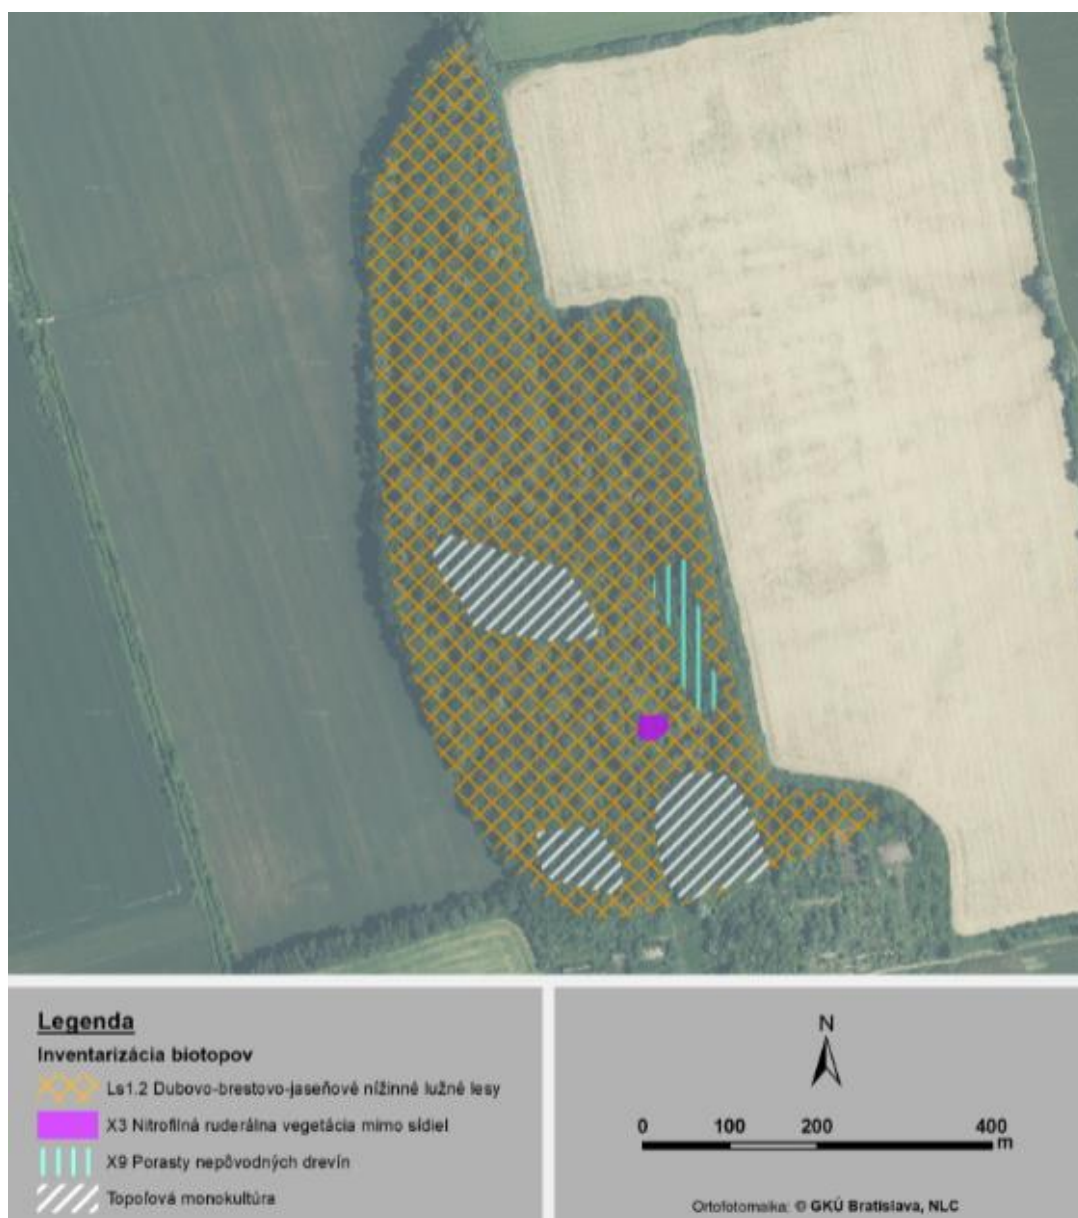 Legenda
Inventarizácia biotopov
Ls1.2 Dubovo-brestovo-jaseňové nížinné lužné lesy
X3 Nitrofilná ruderálna vegetácia mimo sídiel
X9 Porasty nepôvodných drevín
Topoľová monokultúra
N
0 100 200 400
m
Ortofotomaika: © GKÚ Bratislava, NLC